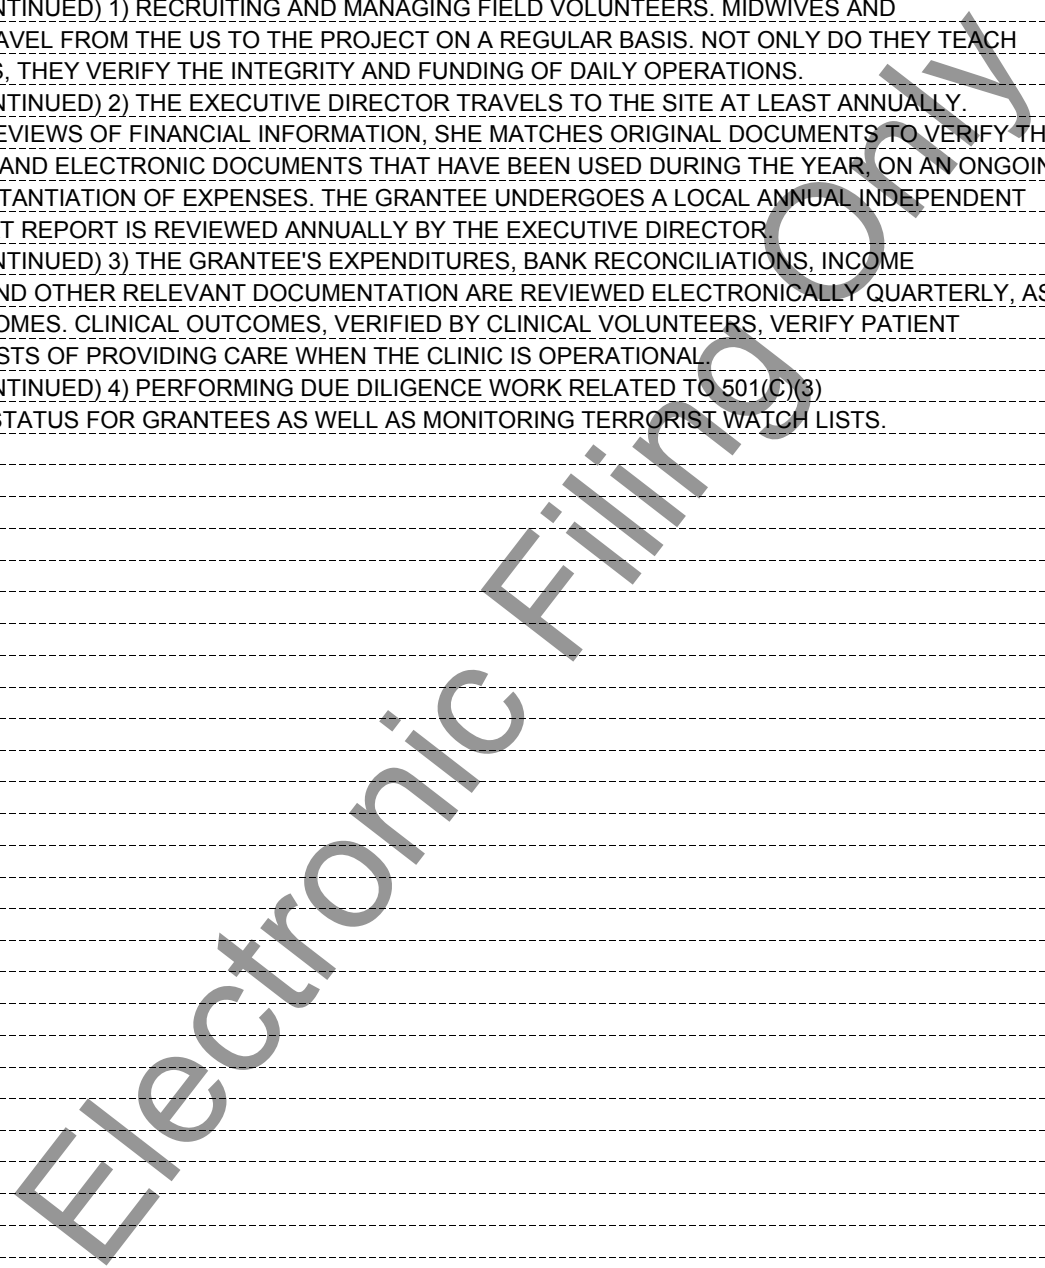 NTINUED) 1) RECRUITING AND MANAGING FIELD VOLUNTEERS. MIDWIVES AND
AVEL FROM THE US TO THE PROJECT ON A REGULAR BASIS. NOT ONLY DO THEY TEACH
S, THEY VERIFY THE INTEGRITY AND FUNDING OF DAILY OPERATIONS.
NTINUED) 2) THE EXECUTIVE DIRECTOR TRAVELS TO THE SITE AT LEAST ANNUALLY.
EVIEWS OF FINANCIAL INFORMATION, SHE MATCHES ORIGINAL DOCUMENTS TO VERIFY TH
AND ELECTRONIC DOCUMENTS THAT HAVE BEEN USED DURING THE YEAR, ON AN ONGOIN
TANTIATION OF EXPENSES. THE GRANTEE UNDERGOES A LOCAL ANNUAL INDEPENDENT
T REPORT IS REVIEWED ANNUALLY BY THE EXECUTIVE DIRECTOR.
NTINUED) 3) THE GRANTEE'S EXPENDITURES, BANK RECONCILIATIONS, INCOME
ND OTHER RELEVANT DOCUMENTATION ARE REVIEWED ELECTRONICALLY QUARTERLY, AS
OMES. CLINICAL OUTCOMES, VERIFIED BY CLINICAL VOLUNTEERS, VERIFY PATIENT
STS OF PROVIDING CARE WHEN THE CLINIC IS OPERATIONAL.
NTINUED) 4) PERFORMING DUE DILIGENCE WORK RELATED TO 501(C)(3)
STATUS FOR GRANTEES AS WELL AS MONITORING TERRORIST WATCH LISTS.
Electronic Filing Only